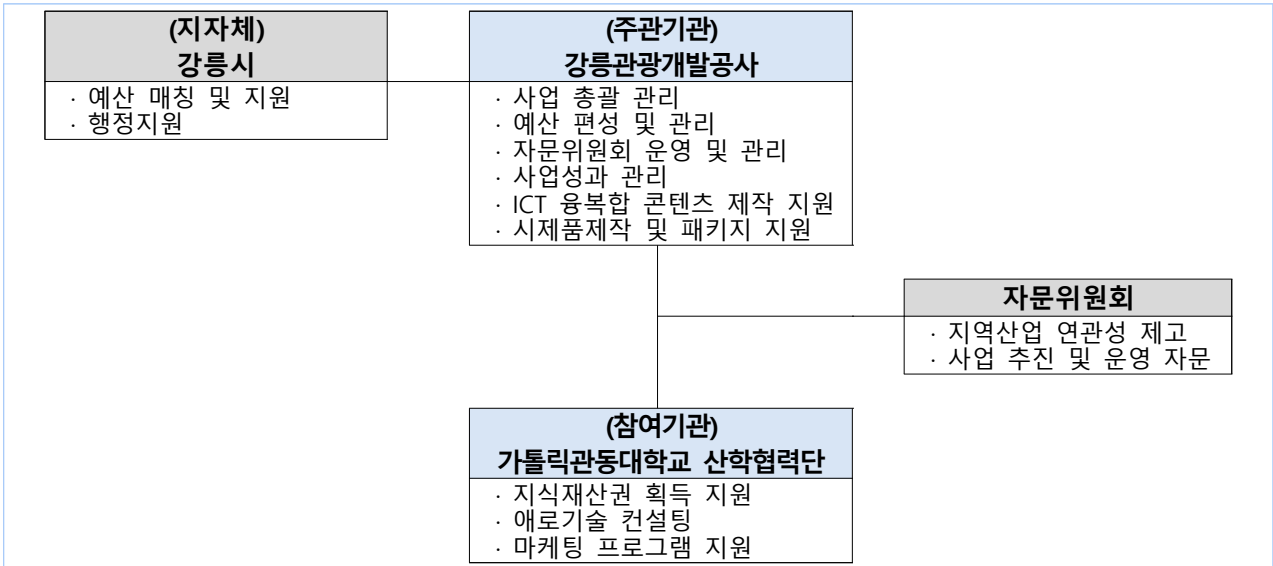 (지자체)
강릉시
· 예산 매칭 및 지원
· 행정지원
(주관기관)
강릉관광개발공사
· 사업 총괄 관리
· 예산 편성 및 관리
· 자문위원회 운영 및 관리
· 사업성과 관리
· ICT 융복합 콘텐츠 제작 지원
· 시제품제작 및 패키지 지원
자문위원회
· 지역산업 연관성 제고
· 사업 추진 및 운영 자문
(참여기관)
가톨릭관동대학교 산학협력단
· 지식재산권 획득 지원
· 애로기술 컨설팅
· 마케팅 프로그램 지원